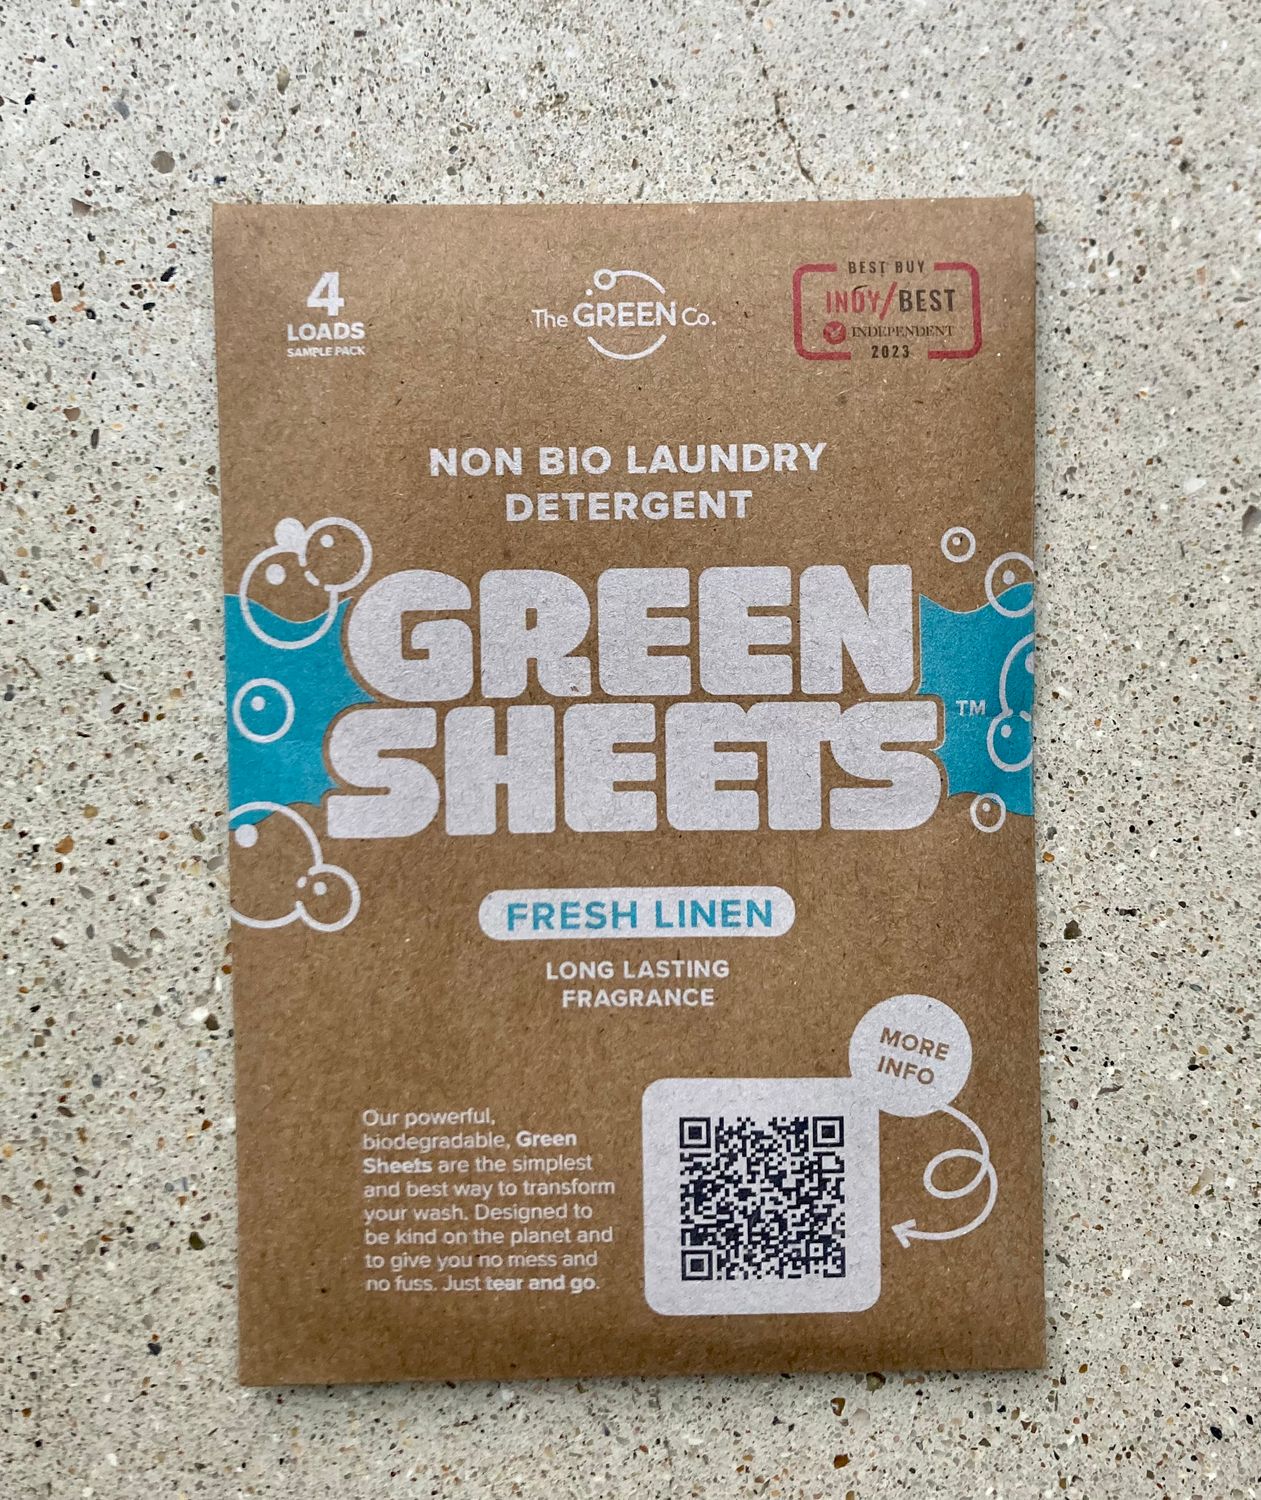 4
LOADS
SAMPLE PACK
The GREEN Co.
BEST BUY
INDY/BEST
INDEPENDENT
2023
NON BIO LAUNDRY
DETERGENT
GREEN
SHEETS™
FRESH LINEN
LONG LASTING
FRAGRANCE
MORE
INFO
Our powerful,
biodegradable, Green
Sheets are the simplest
and best way to transform
your wash. Designed to
be kind on the planet and
to give you no mess and
no fuss. Just tear and go.